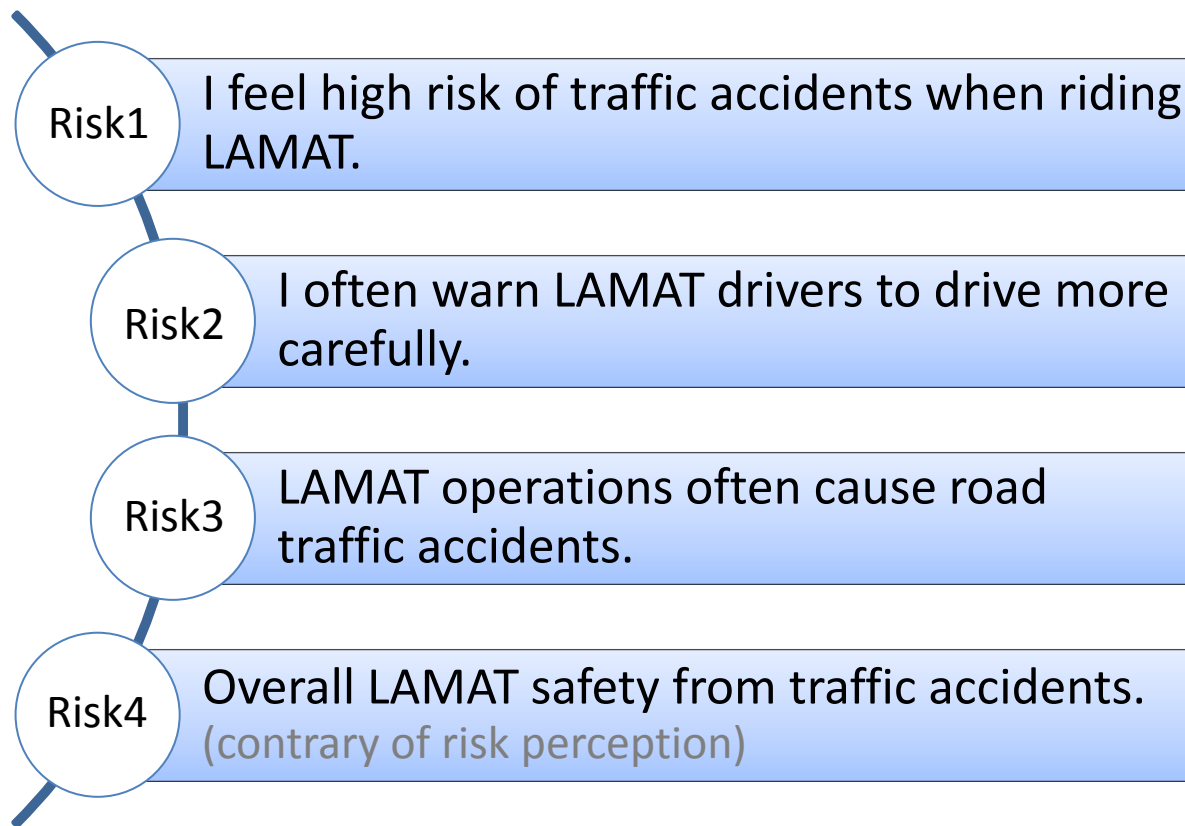 Risk1
I feel high risk of traffic accidents when riding
LAMAT.
Risk2
I often warn LAMAT drivers to drive more
carefully.
Risk3
LAMAT operations often cause road
traffic accidents.
Risk4
Overall LAMAT safety from traffic accidents.
(contrary of risk perception)